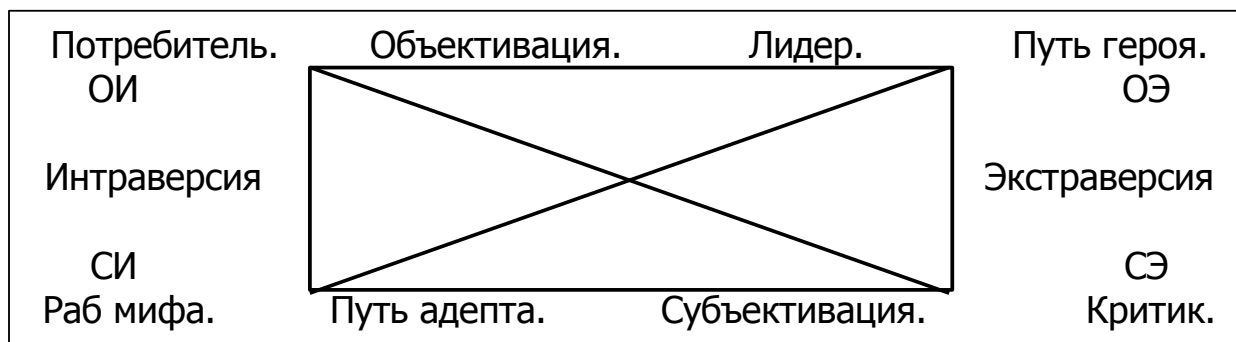 Потребитель. Объективация. Лидер. Путь героя.
ОИ ОЭ
Интраверсия Экстраверсия
СИ СЭ
Раб мифа. Путь адепта. Субъективация. Критик.